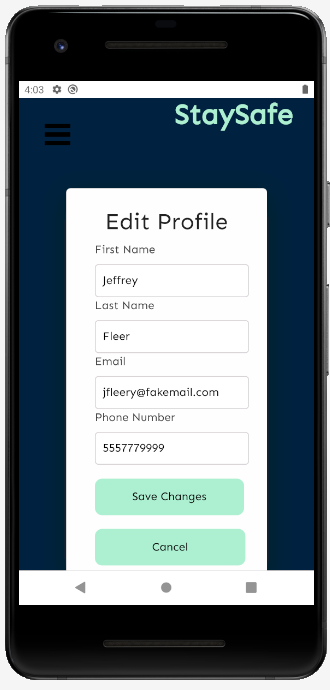 4:03
StaySafe
Edit Profile
First Name
Jeffrey
Last Name
Fleer
Email
jfleery@fakemail.com
Phone Number
5557779999
Save Changes
Cancel